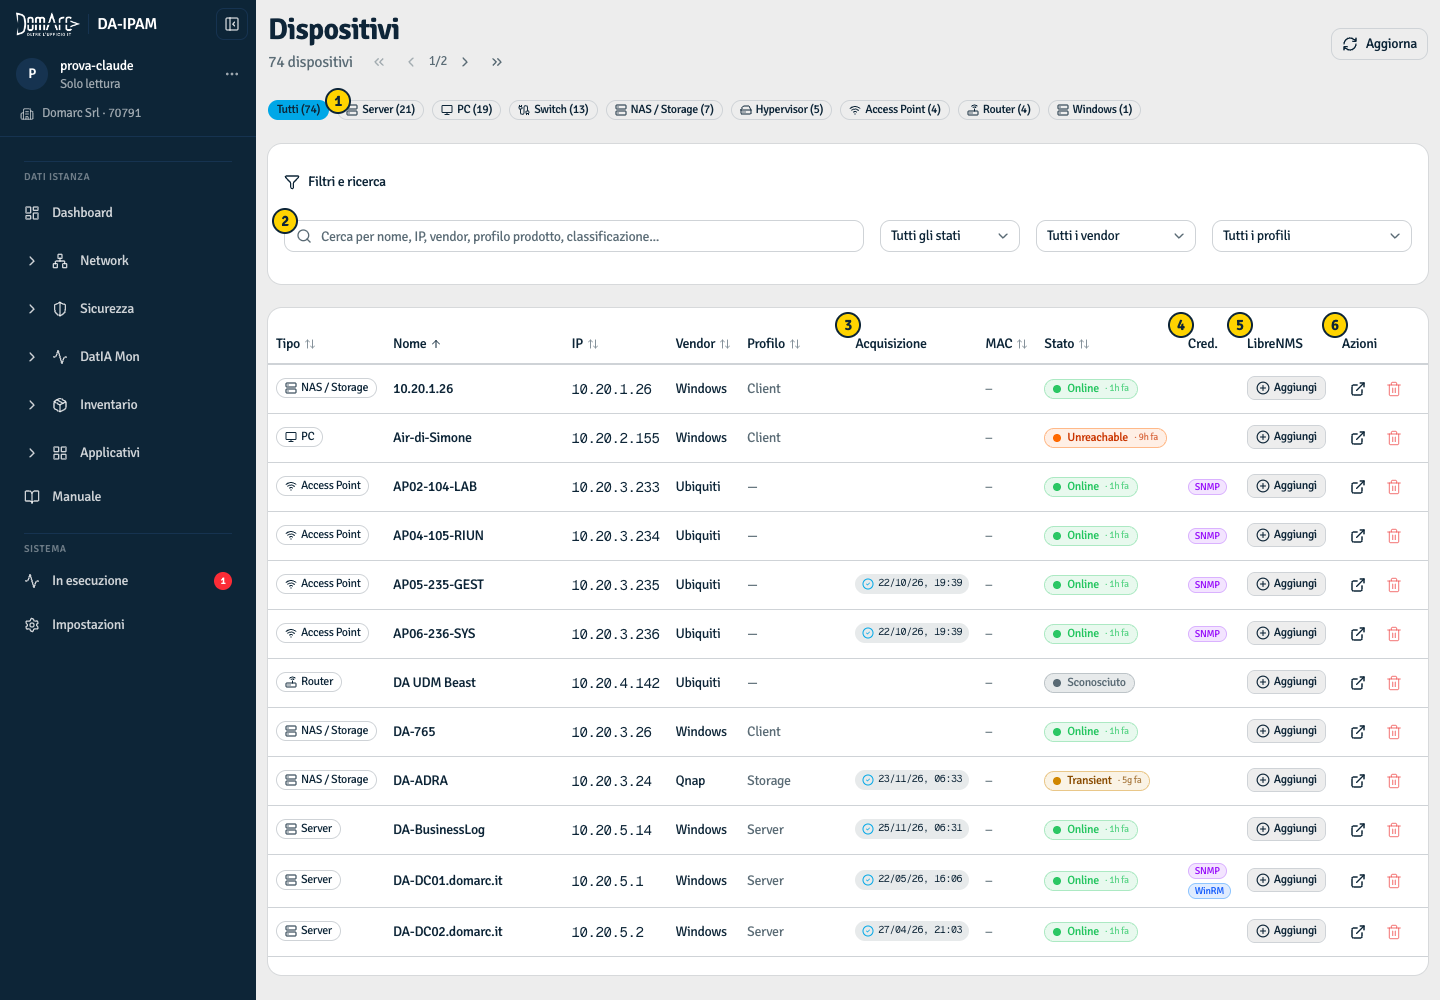 DomArc
OLTRE L'UFFICIO IT
DA-IPAM
P
prova-claude
Solo lettura
Domarc Srl · 70791
DATI ISTANZA
Dashboard
Network
Sicurezza
DatIA Mon
Inventario
Applicativi
Manuale
SISTEMA
In esecuzione 1
Impostazioni
Dispositivi
74 dispositivi 1/2
Aggiorna
Tutti (74) 1 Server (21) PC (19) Switch (13) NAS / Storage (7) Hypervisor (5) Access Point (4) Router (4) Windows (1)
Filtri e ricerca
2 Cerca per nome, IP, vendor, profilo prodotto, classificazione... Tutti gli stati Tutti i vendor Tutti i profili
3 4 5 6
Tipo Nome IP Vendor Profilo Acquisizione MAC Stato Cred. LibreNMS Azioni
NAS / Storage 10.20.1.26 10.20.1.26 Windows Client – Online · 1h fa Aggiungi
PC Air-di-Simone 10.20.2.155 Windows Client – Unreachable · 9h fa Aggiungi
Access Point AP02-104-LAB 10.20.3.233 Ubiquiti — – Online · 1h fa SNMP Aggiungi
Access Point AP04-105-RIUN 10.20.3.234 Ubiquiti — – Online · 1h fa SNMP Aggiungi
Access Point AP05-235-GEST 10.20.3.235 Ubiquiti — 22/10/26, 19:39 – Online · 1h fa SNMP Aggiungi
Access Point AP06-236-SYS 10.20.3.236 Ubiquiti — 22/10/26, 19:39 – Online · 1h fa SNMP Aggiungi
Router DA UDM Beast 10.20.4.142 Ubiquiti — – Sconosciuto Aggiungi
NAS / Storage DA-765 10.20.3.26 Windows Client – Online · 1h fa Aggiungi
NAS / Storage DA-ADRA 10.20.3.24 Qnap Storage 23/11/26, 06:33 – Transient · 5g fa Aggiungi
Server DA-BusinessLog 10.20.5.14 Windows Server 25/11/26, 06:31 – Online · 1h fa Aggiungi
Server DA-DC01.domarc.it 10.20.5.1 Windows Server 22/05/26, 16:06 – Online · 1h fa SNMP WinRM Aggiungi
Server DA-DC02.domarc.it 10.20.5.2 Windows Server 27/04/26, 21:03 – Online · 1h fa Aggiungi